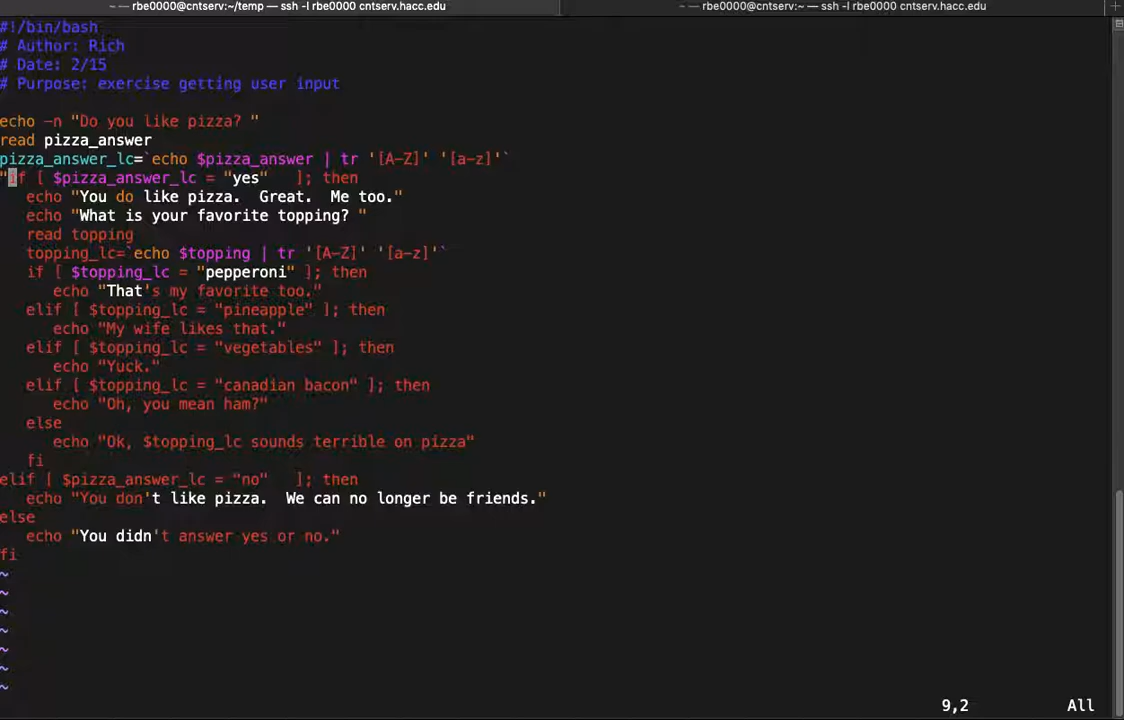 ~ — rbe0000@cntserv:~/temp — ssh -l rbe0000 cntserv.hacc.edu
~ — rbe0000@cntserv:~ — ssh -l rbe0000 cntserv.hacc.edu
#!/bin/bash
# Author: Rich
# Date: 2/15
# Purpose: exercise getting user input
echo -n "Do you like pizza? "
read pizza_answer
pizza_answer_lc=`echo $pizza_answer | tr '[A-Z]' '[a-z]'`
"if [ $pizza_answer_lc = "yes"   ]; then
   echo "You do like pizza.  Great.  Me too."
   echo "What is your favorite topping? "
   read topping
   topping_lc=`echo $topping | tr '[A-Z]' '[a-z]'`
   if [ $topping_lc = "pepperoni" ]; then
      echo "That's my favorite too."
   elif [ $topping_lc = "pineapple" ]; then
      echo "My wife likes that."
   elif [ $topping_lc = "vegetables" ]; then
      echo "Yuck."
   elif [ $topping_lc = "canadian bacon" ]; then
      echo "Oh, you mean ham?"
   else
      echo "Ok, $topping_lc sounds terrible on pizza"
   fi
elif [ $pizza_answer_lc = "no"   ]; then
   echo "You don't like pizza.  We can no longer be friends."
else
   echo "You didn't answer yes or no."
fi
~
~
~
~
~
~
~
9,2 All